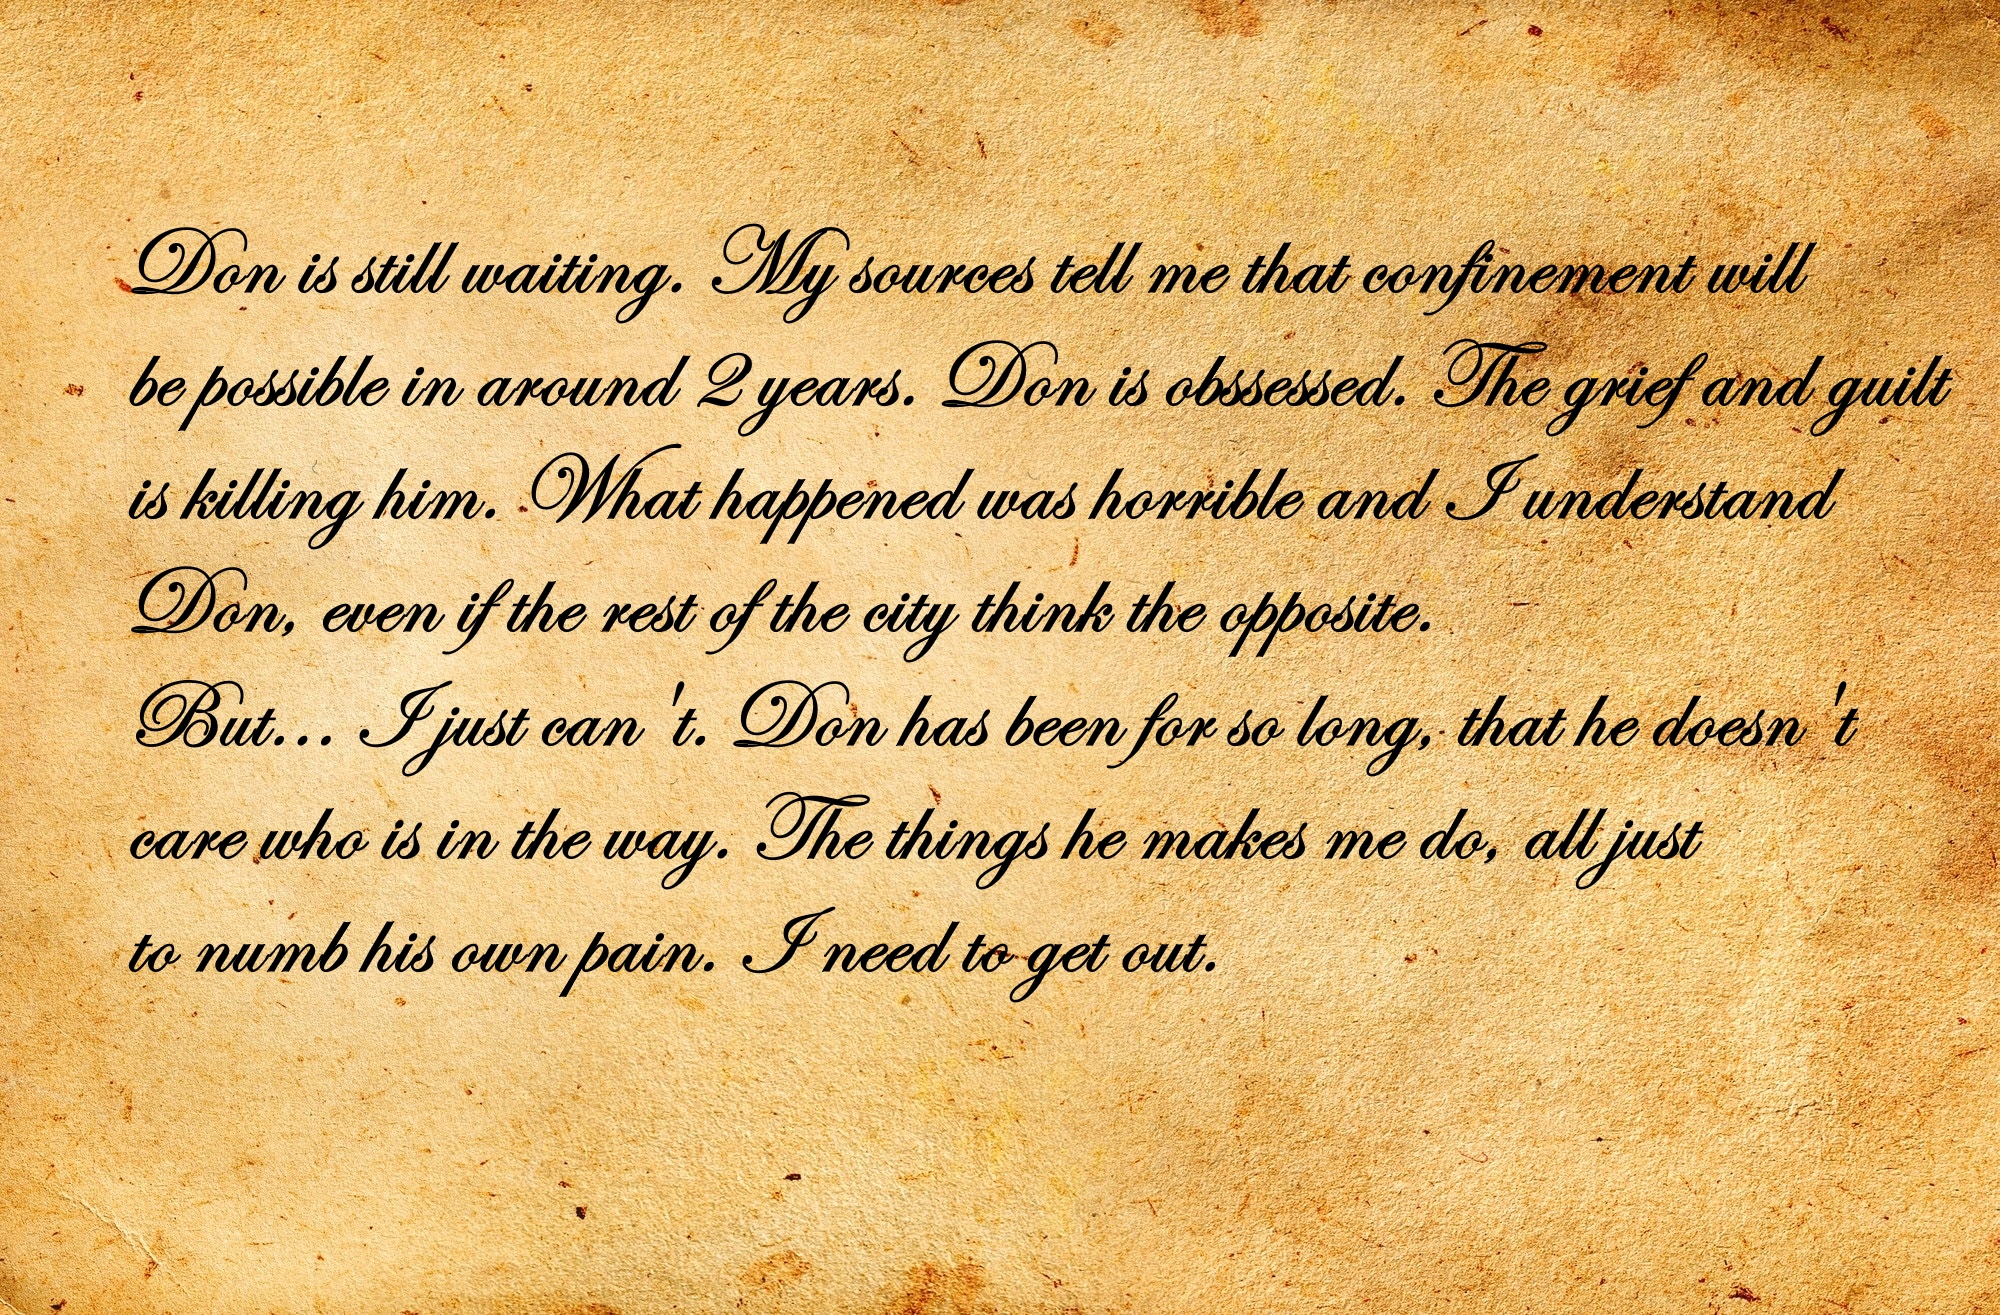 Don is still waiting. My sources tell me that confinement will
be possible in around 2 years. Don is obssessed. The grief and guilt
is killing him. What happened was horrible and I understand
Don, even if the rest of the city think the opposite.
But... I just can 't. Don has been for so long, that he doesn 't
care who is in the way. The things he makes me do, all just
to numb his own pain. I need to get out.